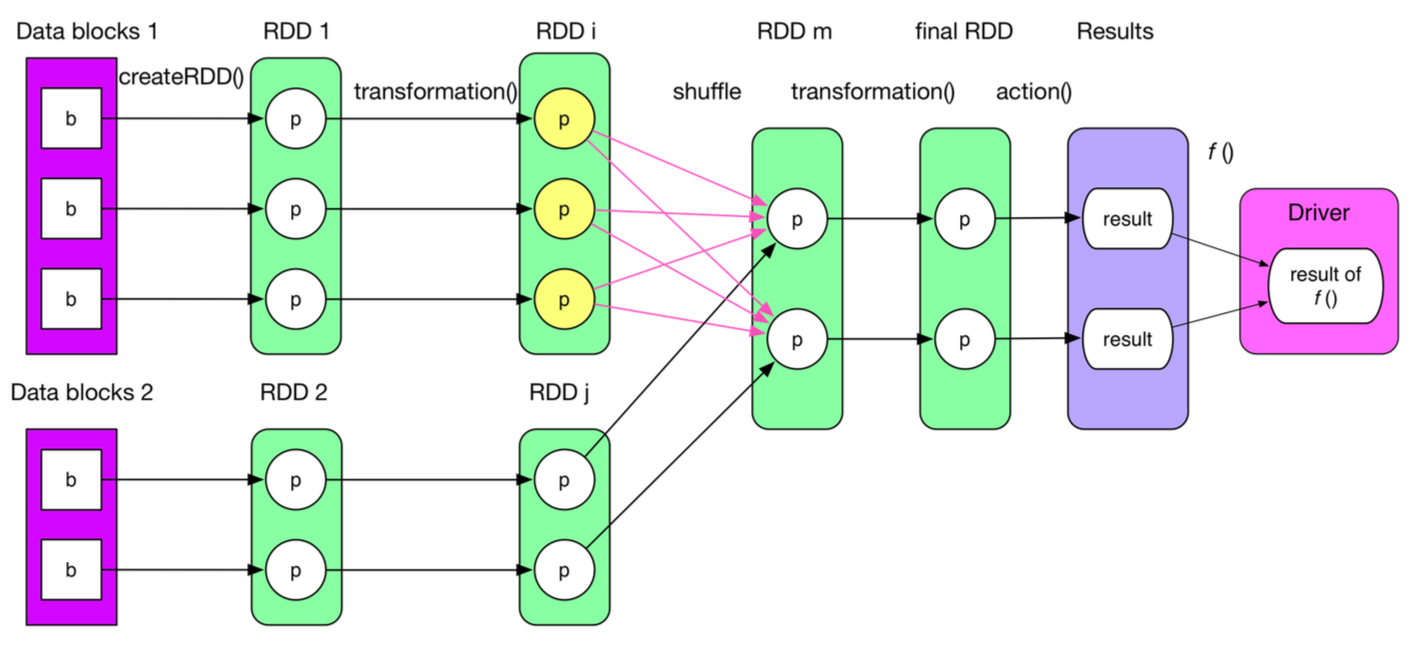 Data blocks 1
RDD 1
RDD i
RDD m
final RDD
Results
createRDD()
transformation()
shuffle
transformation()
action()
f ()
b
p
p
b
p
p
b
p
p
p
p
result
p
p
result
Driver
result of
f ()
Data blocks 2
RDD 2
RDD j
b
p
p
b
p
p